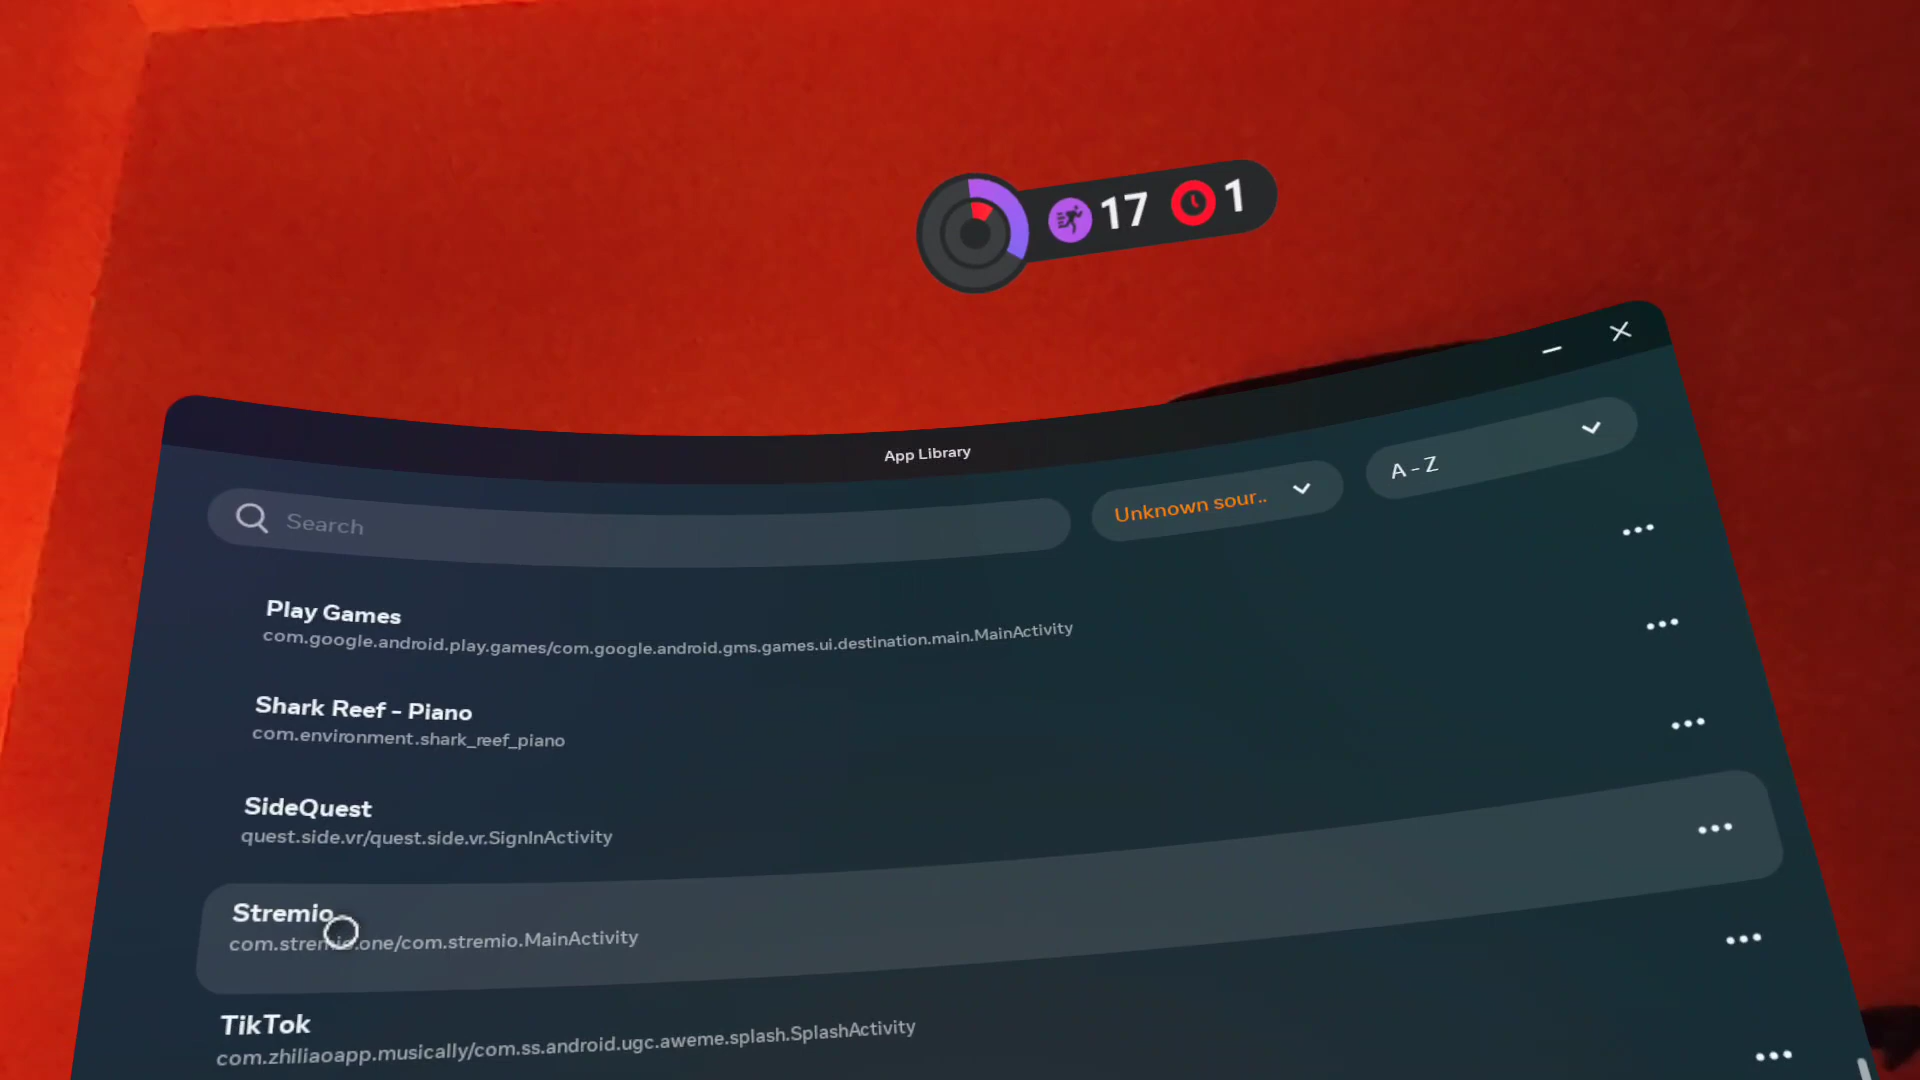 17 1
App Library
Search
Unknown sour..
A - Z
Play Games
com.google.android.play.games/com.google.android.gms.games.ui.destination.main.MainActivity
Shark Reef - Piano
com.environment.shark_reef_piano
SideQuest
quest.side.vr/quest.side.vr.SignInActivity
Stremio
com.stremio.one/com.stremio.MainActivity
TikTok
com.zhiliaoapp.musically/com.ss.android.ugc.aweme.splash.SplashActivity